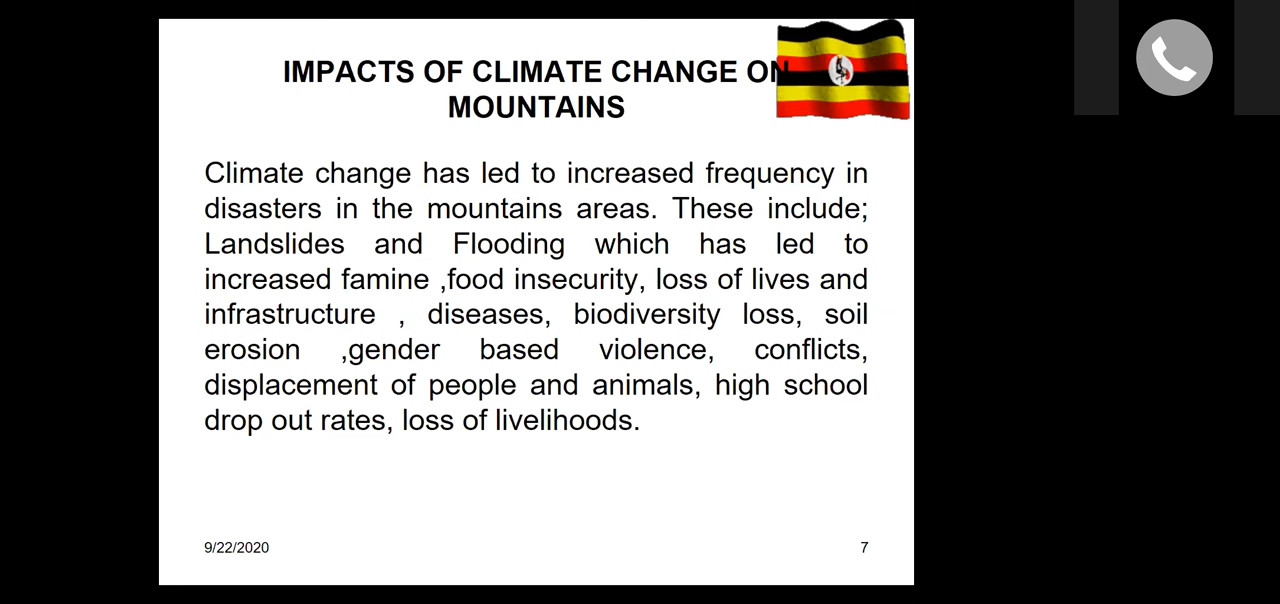 IMPACTS OF CLIMATE CHANGE ON
MOUNTAINS
Climate change has led to increased frequency in
disasters in the mountains areas. These include;
Landslides and Flooding which has led to
increased famine ,food insecurity, loss of lives and
infrastructure , diseases, biodiversity loss, soil
erosion ,gender based violence, conflicts,
displacement of people and animals, high school
drop out rates, loss of livelihoods.
9/22/2020
7